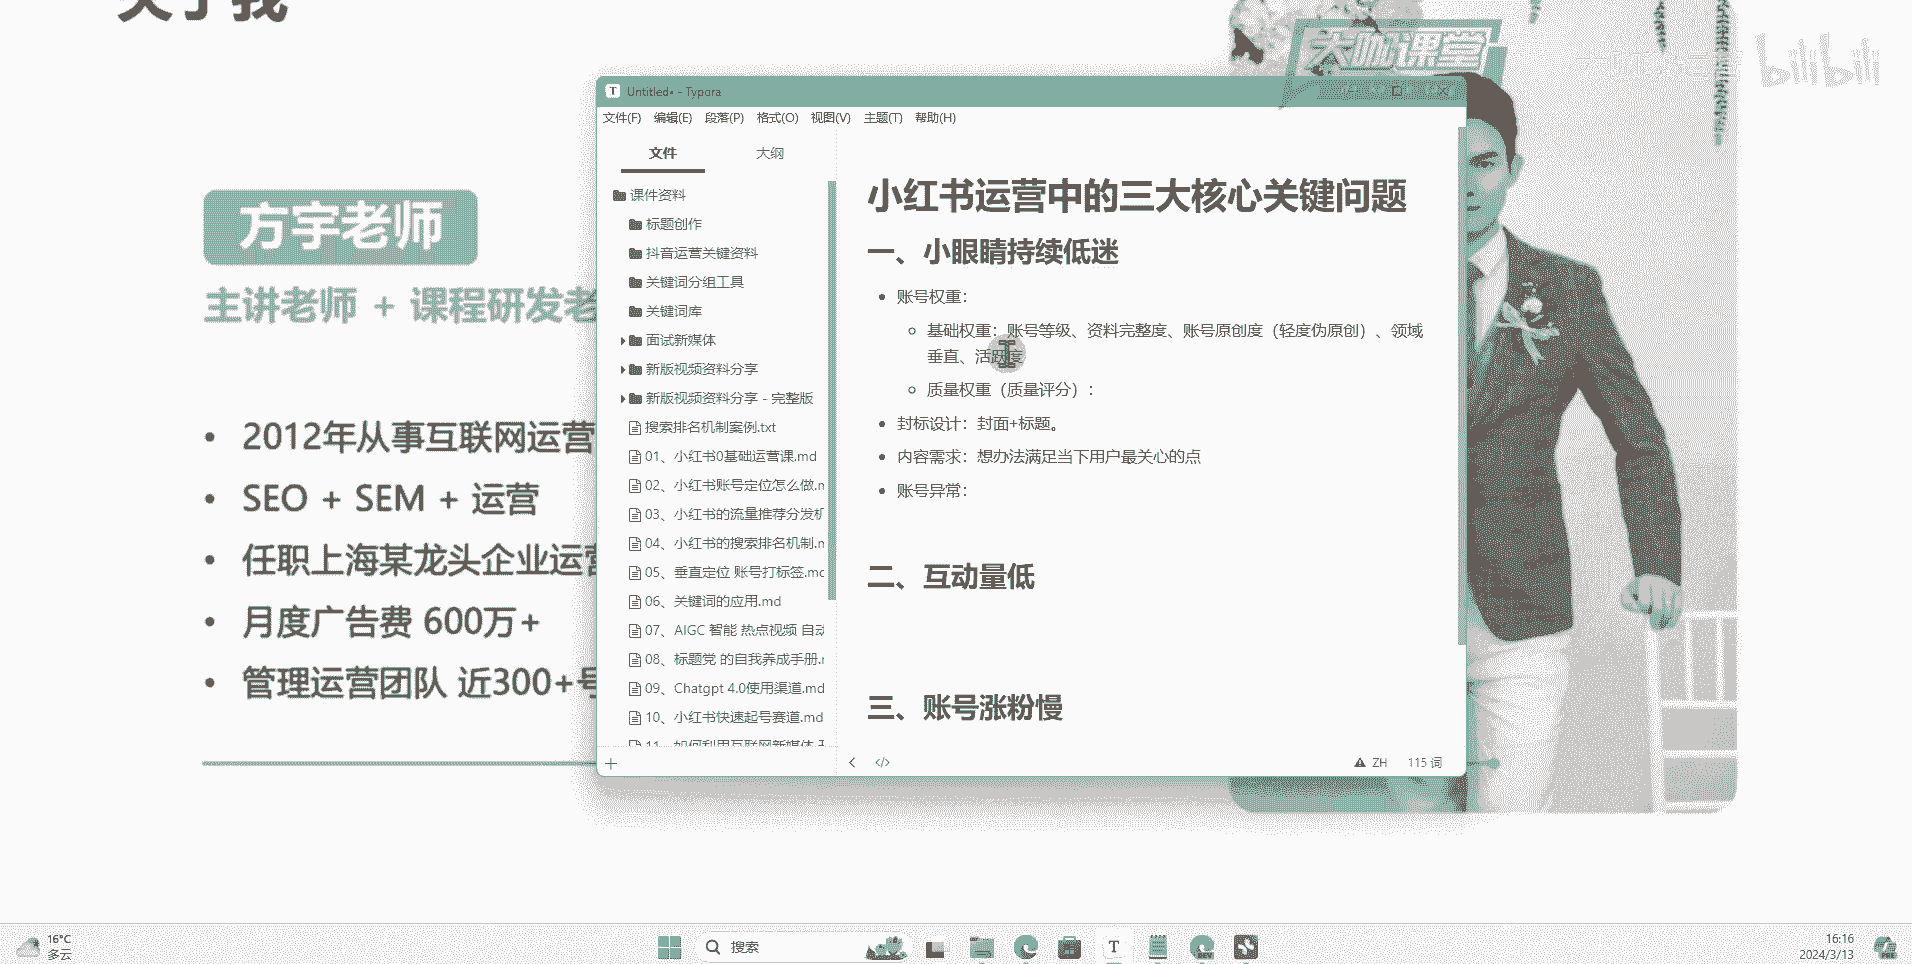 关于我
大咖课堂
bilibili
方宇老师
主讲老师 + 课程研发老
2012年从事互联网运营
SEO + SEM + 运营
任职上海某龙头企业运营
月度广告费 600万+
管理运营团队 近300+号
Untitled• - Typora
文件(F) 编辑(E) 段落(P) 格式(O) 视图(V) 主题(T) 帮助(H)
文件 大纲
课件资料
标题创作
抖音运营关键资料
关键词分组工具
关键词库
面试新媒体
新版视频资料分享
新版视频资料分享 - 完整版
搜索排名机制案例.txt
01、小红书0基础运营课.md
02、小红书账号定位怎么做.m
03、小红书的流量推荐分发机
04、小红书的搜索排名机制.m
05、垂直定位 账号打标签.mc
06、关键词的应用.md
07、AIGC 智能 热点视频 自动
08、标题党 的自我养成手册.r
09、Chatgpt 4.0使用渠道.md
10、小红书快速起号赛道.md
11、如何利用互联网新媒体
小红书运营中的三大核心关键问题
一、小眼睛持续低迷
账号权重：
基础权重：账号等级、资料完整度、账号原创度（轻度伪原创）、领域
垂直、活跃度
质量权重（质量评分）：
封标设计：封面+标题。
内容需求：想办法满足当下用户最关心的点
账号异常：
二、互动量低
三、账号涨粉慢
ZH 115 词
16°C
多云
搜索
16:16
2024/3/13